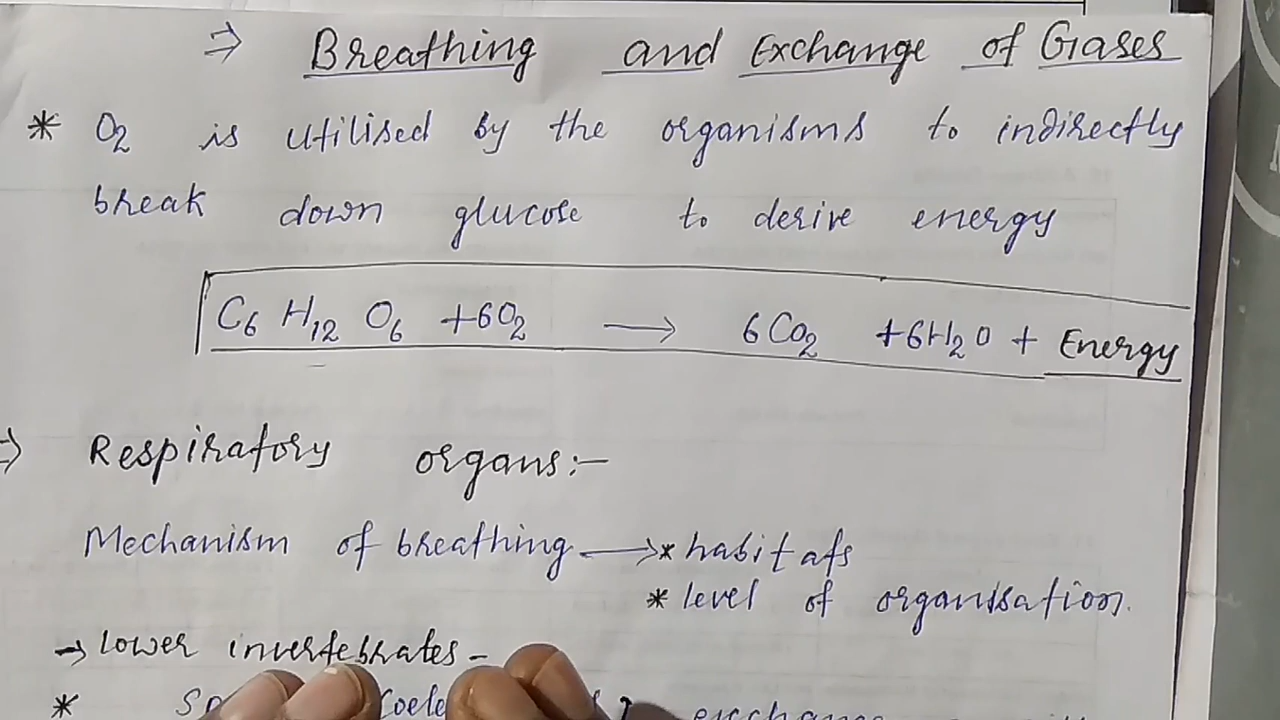 ⇒ Breathing and Exchange of Gases
* O₂ is utilised by the organisms to indirectly
break down glucose to derive energy
C₆ H₁₂ O₆ +6O₂ ⟶ 6Co₂ +6H₂O + Energy
⇒ Respiratory organs:–
Mechanism of breathing ⟶ * habitats
* level of organisation.
→ Lower invertebrates –
* exchange